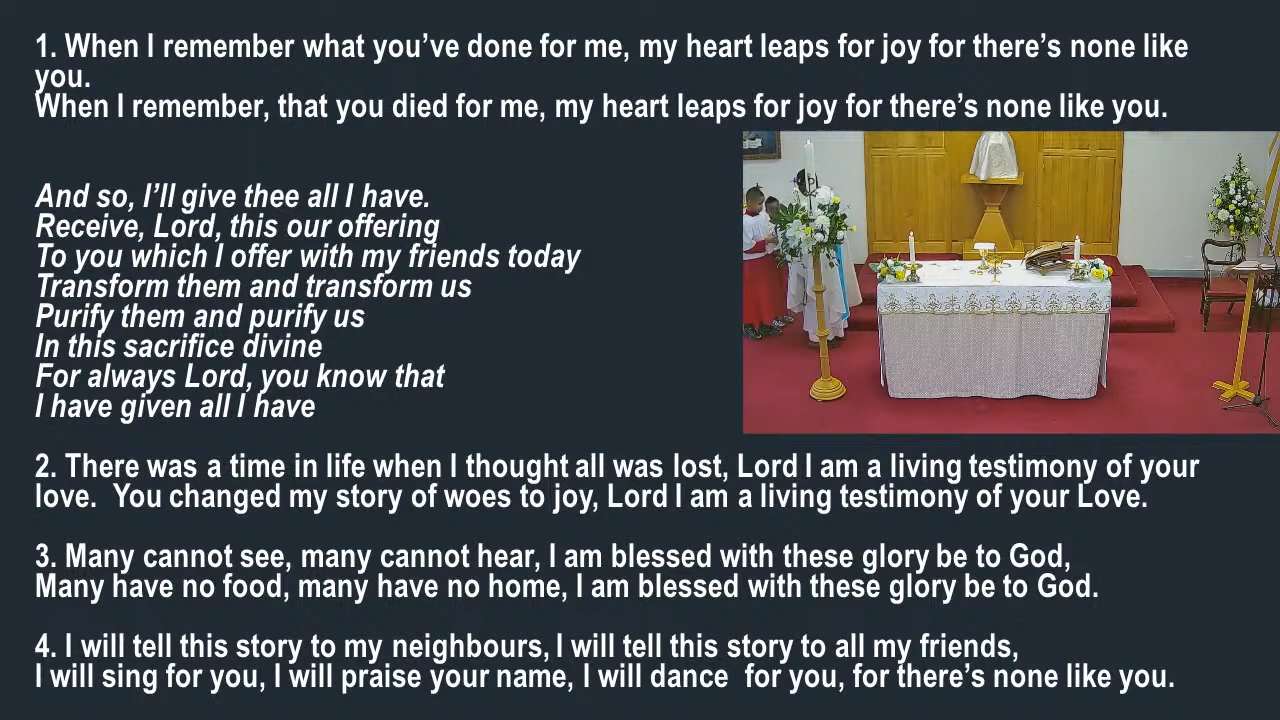 1. When I remember what you’ve done for me, my heart leaps for joy for there’s none like
you.
When I remember, that you died for me, my heart leaps for joy for there’s none like you.
And so, I’ll give thee all I have.
Receive, Lord, this our offering
To you which I offer with my friends today
Transform them and transform us
Purify them and purify us
In this sacrifice divine
For always Lord, you know that
I have given all I have
2. There was a time in life when I thought all was lost, Lord I am a living testimony of your
love.  You changed my story of woes to joy, Lord I am a living testimony of your Love.
3. Many cannot see, many cannot hear, I am blessed with these glory be to God,
Many have no food, many have no home, I am blessed with these glory be to God.
4. I will tell this story to my neighbours, I will tell this story to all my friends,
I will sing for you, I will praise your name, I will dance  for you, for there’s none like you.